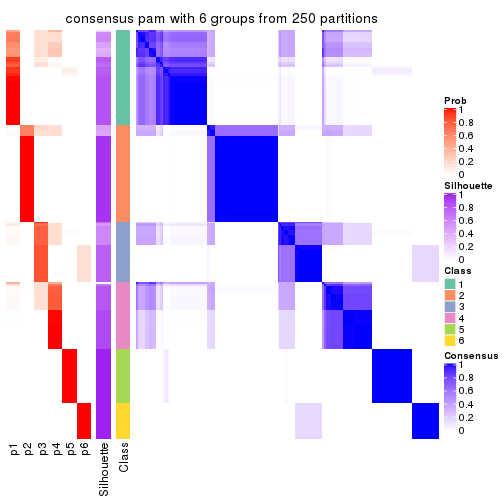 consensus pam with 6 groups from 250 partitions
Prob
1
0.8
0.6
0.4
0.2
0
Silhouette
1
0.8
0.6
0.4
0.2
0
Class
1
2
3
4
5
6
Consensus
1
0.8
0.6
0.4
0.2
0
p1
p2
p3
p4
p5
p6
Silhouette
Class